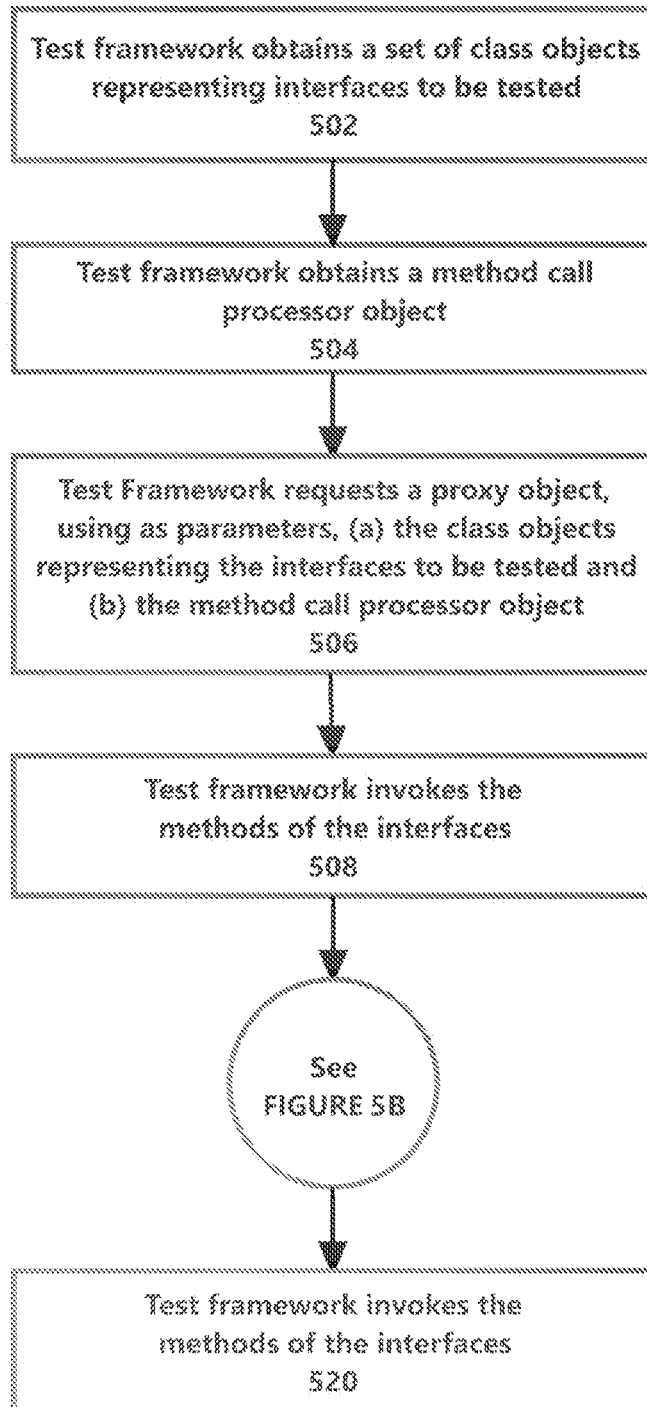 Test framework obtains a set of class objects
representing interfaces to be tested
502
Test framework obtains a method call
processor object
504
Test Framework requests a proxy object,
using as parameters, (a) the class objects
representing the interfaces to be tested and
(b) the method call processor object
506
Test framework invokes the
methods of the interfaces
508
See
FIGURE 5B
Test framework invokes the
methods of the interfaces
520